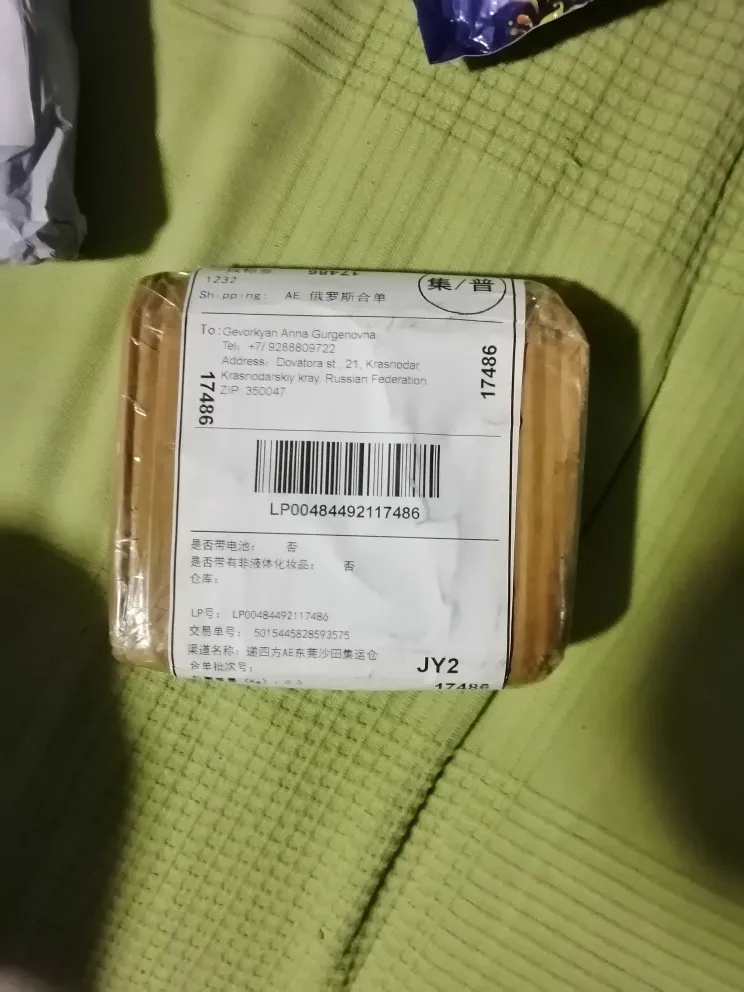 17486
1232
Shipping: AE 俄罗斯合单
集/普
To: Gevorkyan Anna Gurgenovna
Tel: +7/ 9288809722
Address: Dovatora st., 21, Krasnodar,
Krasnodarskiy kray, Russian Federation
ZIP: 350047
17486
17486
LP00484492117486
是否带电池: 否
是否带有非液体化妆品: 否
仓库:
LP号: LP00484492117486
交易单号: 5015445828593575
渠道名称: 递四方AE东莞沙田集运仓
合单批次号:
JY2
17486